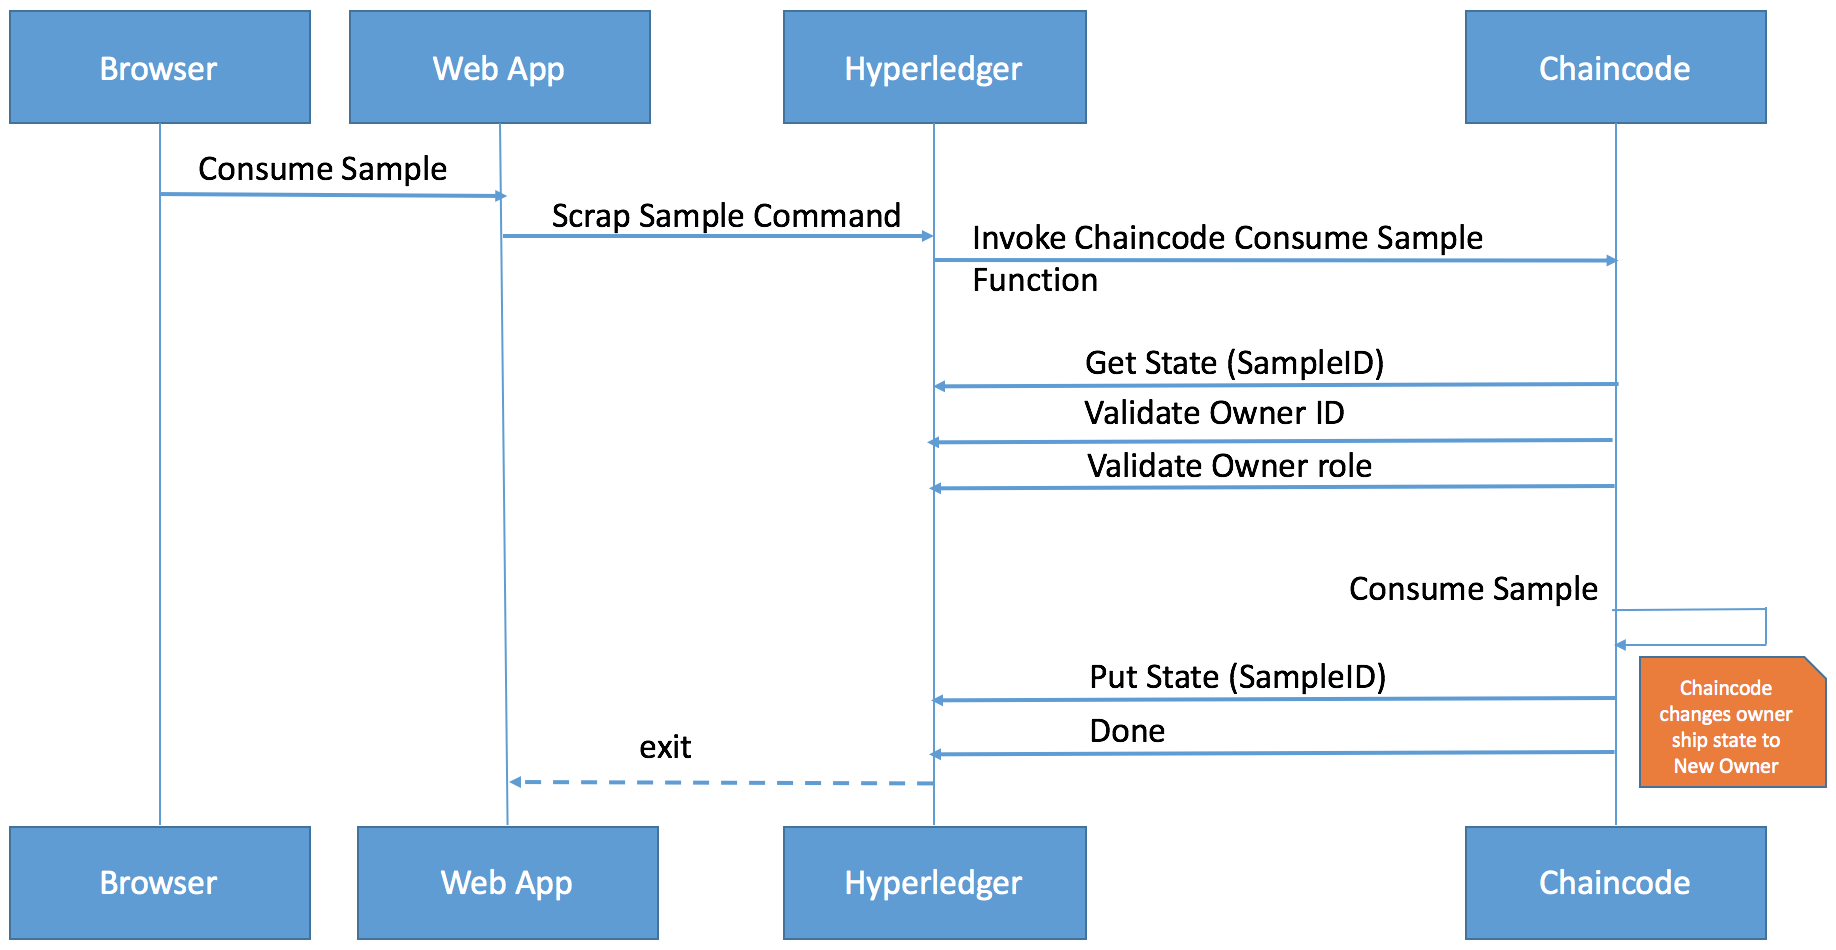 Browser
Web App
Hyperledger
Chaincode
Consume Sample
Scrap Sample Command
Invoke Chaincode Consume Sample
Function
Get State (SampleID)
Validate Owner ID
Validate Owner role
Consume Sample
Put State (SampleID)
Chaincode
changes owner
ship state to
New Owner
Done
exit
Browser
Web App
Hyperledger
Chaincode